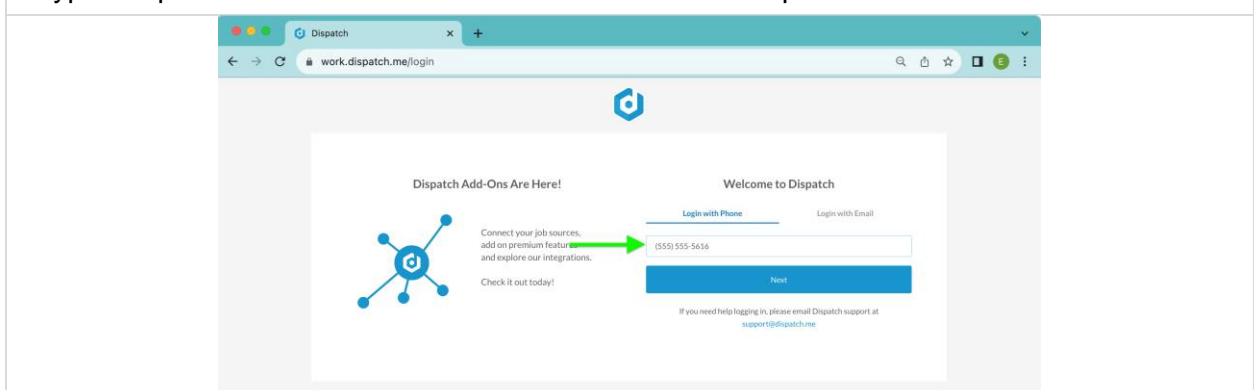 Dispatch
work.dispatch.me/login
E
Dispatch Add-Ons Are Here!
Connect your job sources,
add on premium features
and explore our integrations.
Check it out today!
Welcome to Dispatch
Login with Phone
Login with Email
(555) 555-5616
Next
If you need help logging in, please email Dispatch support at
support@dispatch.me